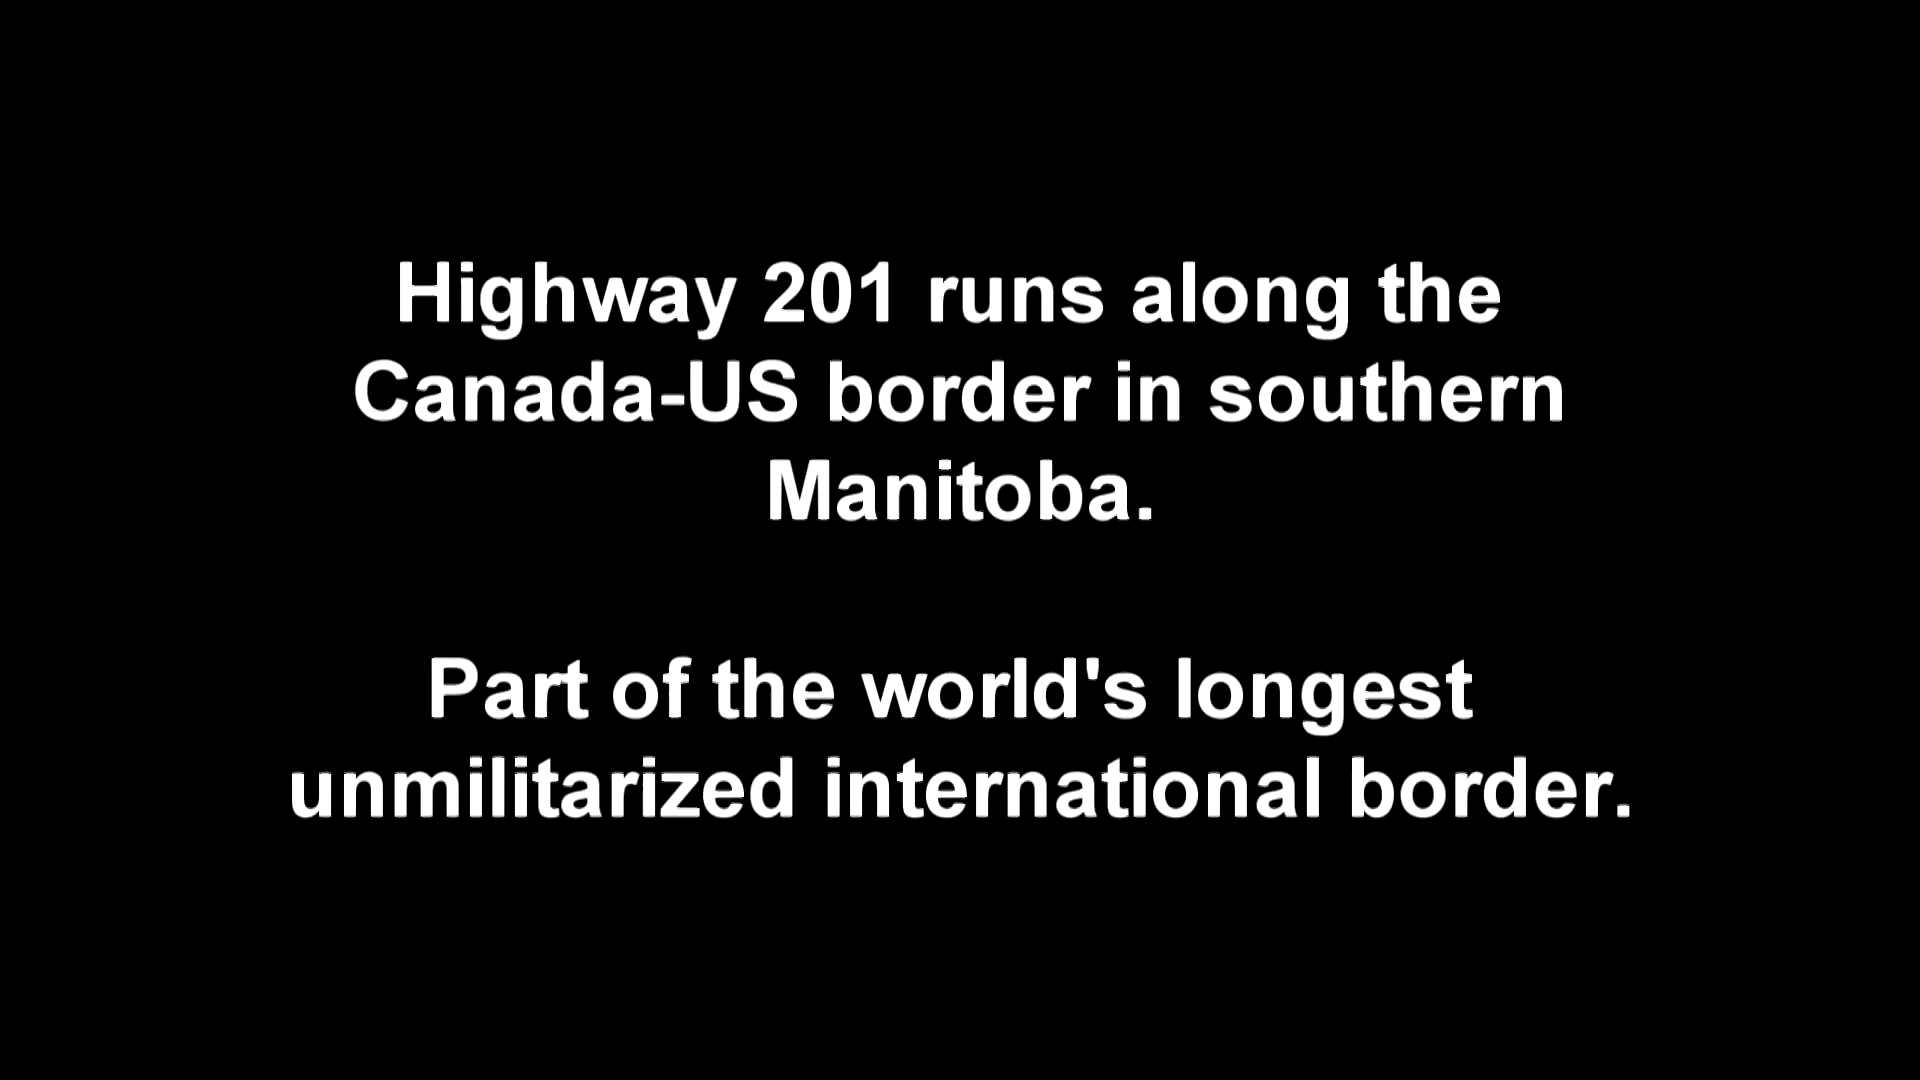 Highway 201 runs along the
Canada-US border in southern
Manitoba.
Part of the world's longest
unmilitarized international border.